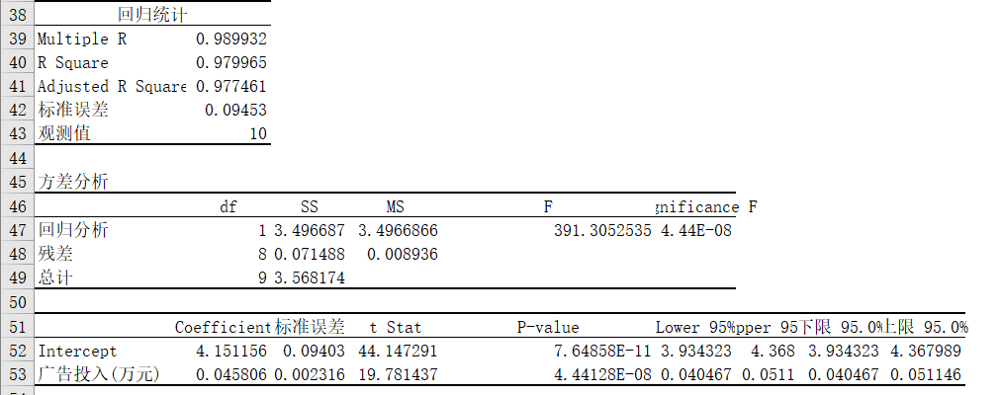 38 回归统计
39 Multiple R 0.989932
40 R Square 0.979965
41 Adjusted R Square 0.977461
42 标准误差 0.09453
43 观测值 10
44
45 方差分析
46 df SS MS F gnificance F
47 回归分析 1 3.496687 3.4966866 391.3052535 4.44E-08
48 残差 8 0.071488 0.008936
49 总计 9 3.568174
50
51 Coefficient 标准误差 t Stat P-value Lower 95% pper 95 下限 95.0% 上限 95.0%
52 Intercept 4.151156 0.09403 44.147291 7.64858E-11 3.934323 4.368 3.934323 4.367989
53 广告投入(万元) 0.045806 0.002316 19.781437 4.44128E-08 0.040467 0.0511 0.040467 0.051146